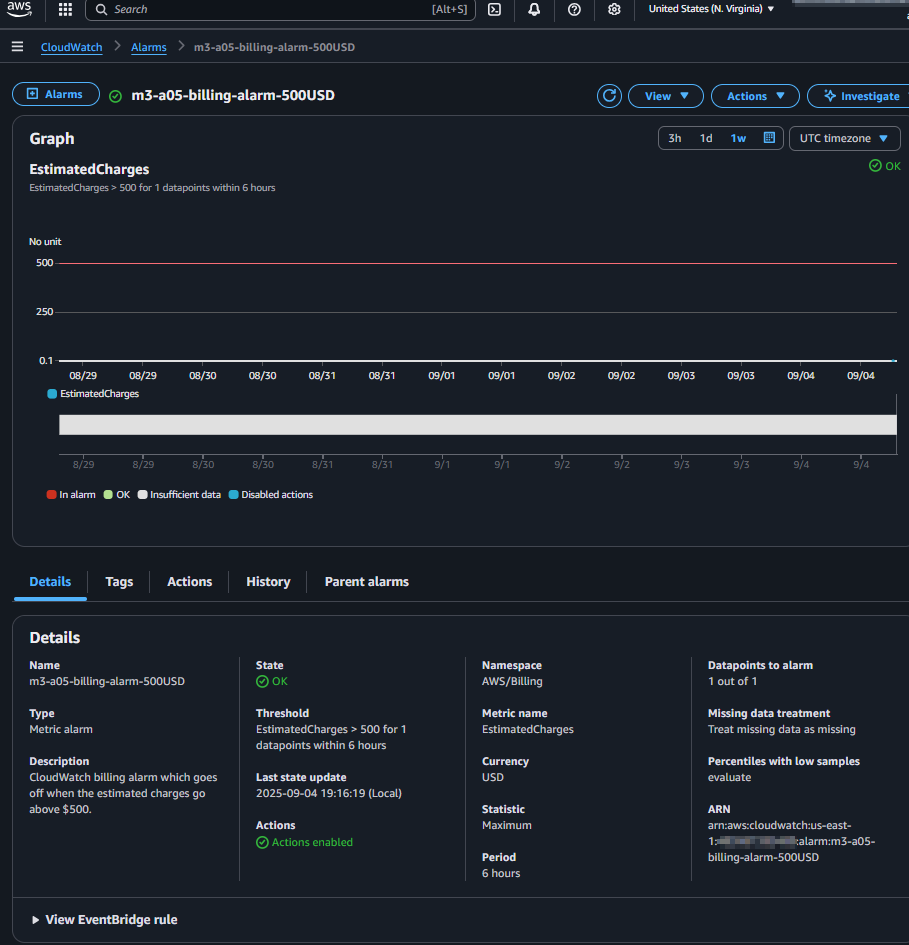 aws
Search [Alt+S] United States (N. Virginia)
CloudWatch Alarms m3-a05-billing-alarm-500USD
Alarms m3-a05-billing-alarm-500USD View Actions Investigate
Graph 3h 1d 1w UTC timezone
EstimatedCharges OK
EstimatedCharges > 500 for 1 datapoints within 6 hours
No unit
500
250
0.1
08/29 08/29 08/30 08/30 08/31 08/31 09/01 09/01 09/02 09/02 09/03 09/03 09/04 09/04
EstimatedCharges
8/29 8/29 8/30 8/30 8/31 8/31 9/1 9/1 9/2 9/2 9/3 9/3 9/4 9/4
In alarm OK Insufficient data Disabled actions
Details Tags Actions History Parent alarms
Details
Name
m3-a05-billing-alarm-500USD
Type
Metric alarm
Description
CloudWatch billing alarm which goes
off when the estimated charges go
above $500.
State
OK
Threshold
EstimatedCharges > 500 for 1
datapoints within 6 hours
Last state update
2025-09-04 19:16:19 (Local)
Actions
Actions enabled
Namespace
AWS/Billing
Metric name
EstimatedCharges
Currency
USD
Statistic
Maximum
Period
6 hours
Datapoints to alarm
1 out of 1
Missing data treatment
Treat missing data as missing
Percentiles with low samples
evaluate
ARN
arn:aws:cloudwatch:us-east-
1: :alarm:m3-a05-
billing-alarm-500USD
View EventBridge rule